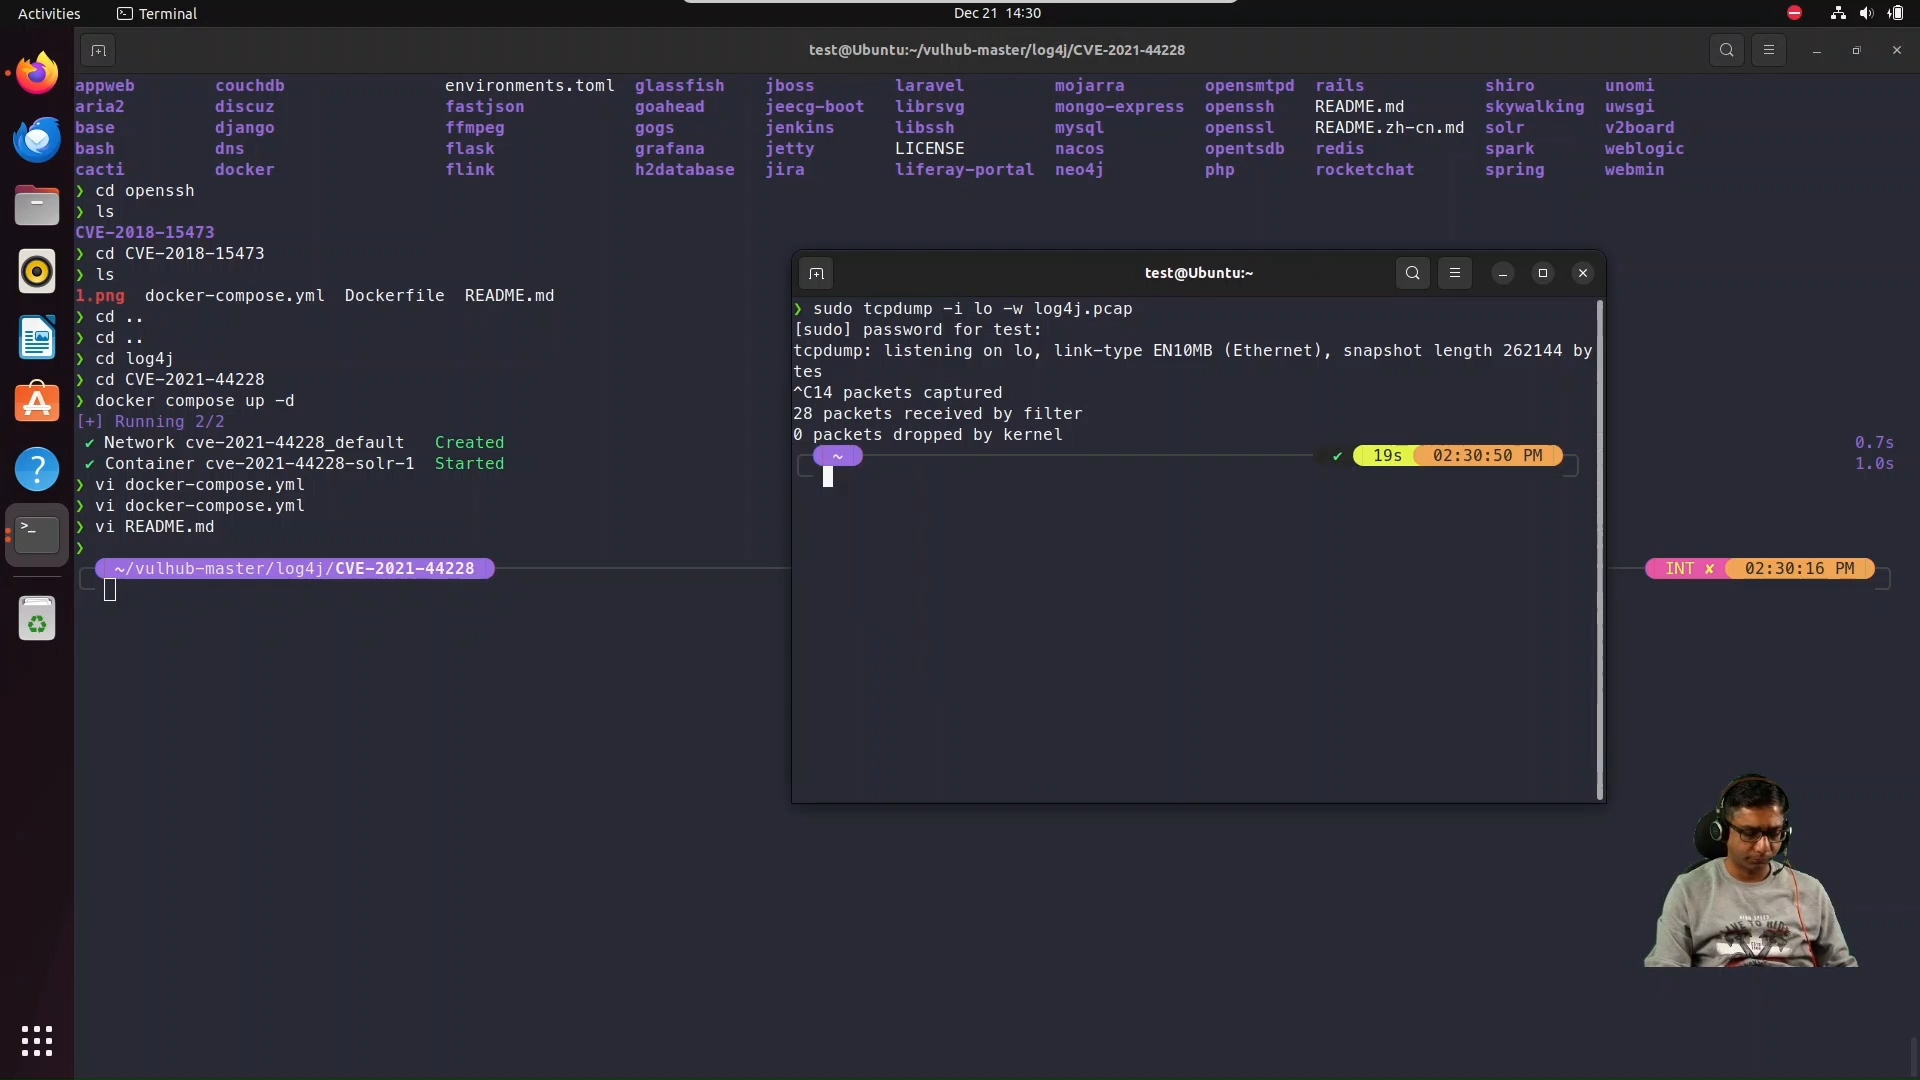 Activities Terminal Dec 21 14:30
test@Ubuntu:~/vulhub-master/log4j/CVE-2021-44228
appweb couchdb environments.toml glassfish jboss laravel mojarra opensmtpd rails shiro unomi
aria2 discuz fastjson goahead jeecg-boot librsvg mongo-express openssh README.md skywalking uwsgi
base django ffmpeg gogs jenkins libssh mysql openssl README.zh-cn.md solr v2board
bash dns flask grafana jetty LICENSE nacos opentsdb redis spark weblogic
cacti docker flink h2database jira liferay-portal neo4j php rocketchat spring webmin
❯ cd openssh
❯ ls
CVE-2018-15473
❯ cd CVE-2018-15473
❯ ls
1.png docker-compose.yml Dockerfile README.md
❯ cd ..
❯ cd ..
❯ cd log4j
❯ cd CVE-2021-44228
❯ docker compose up -d
[+] Running 2/2
✔ Network cve-2021-44228_default Created 0.7s
✔ Container cve-2021-44228-solr-1 Started 1.0s
❯ vi docker-compose.yml
❯ vi docker-compose.yml
❯ vi README.md
❯
~/vulhub-master/log4j/CVE-2021-44228 INT ✘ 02:30:16 PM
test@Ubuntu:~
❯ sudo tcpdump -i lo -w log4j.pcap
[sudo] password for test:
tcpdump: listening on lo, link-type EN10MB (Ethernet), snapshot length 262144 by
tes
^C14 packets captured
28 packets received by filter
0 packets dropped by kernel
~ ✔ 19s 02:30:50 PM